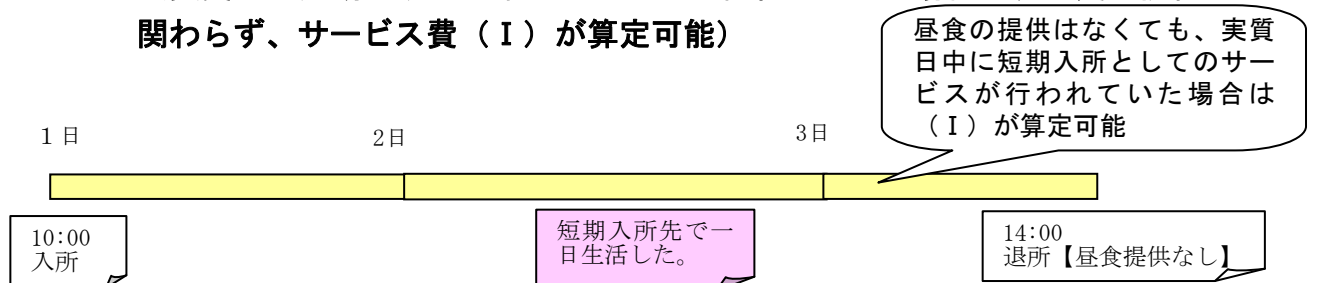 関わらず、サービス費（Ⅰ）が算定可能）
昼食の提供はなくても、実質
日中に短期入所としてのサー
ビスが行われていた場合は
（Ⅰ）が算定可能
1日
2日
3日
10:00
入所
短期入所先で一
日生活した。
14:00
退所【昼食提供なし】